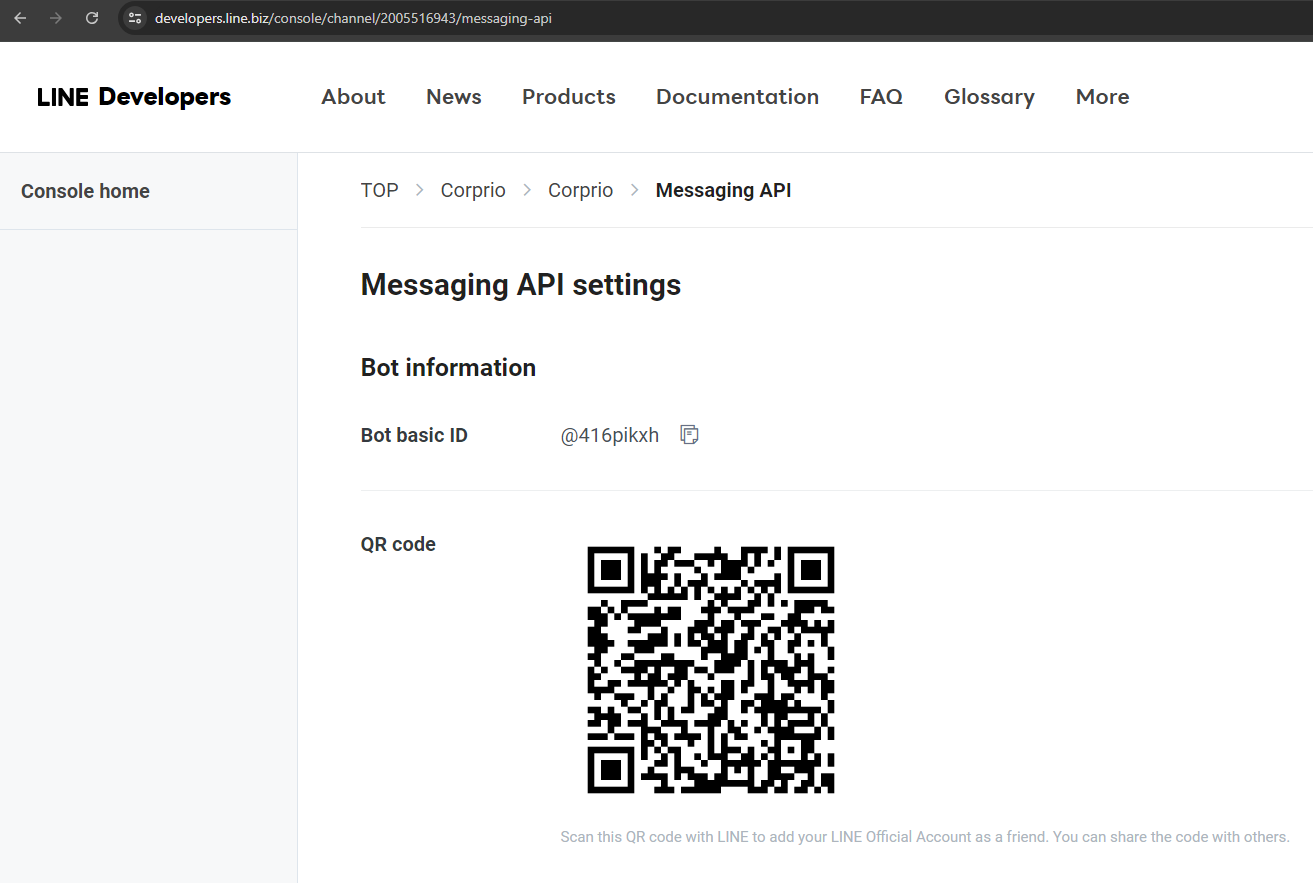 developers.line.biz/console/channel/2005516943/messaging-api
LINE Developers About News Products Documentation FAQ Glossary More
Console home
TOP > Corprio > Corprio > Messaging API
Messaging API settings
Bot information
Bot basic ID @416pikxh
QR code
Scan this QR code with LINE to add your LINE Official Account as a friend. You can share the code with others.